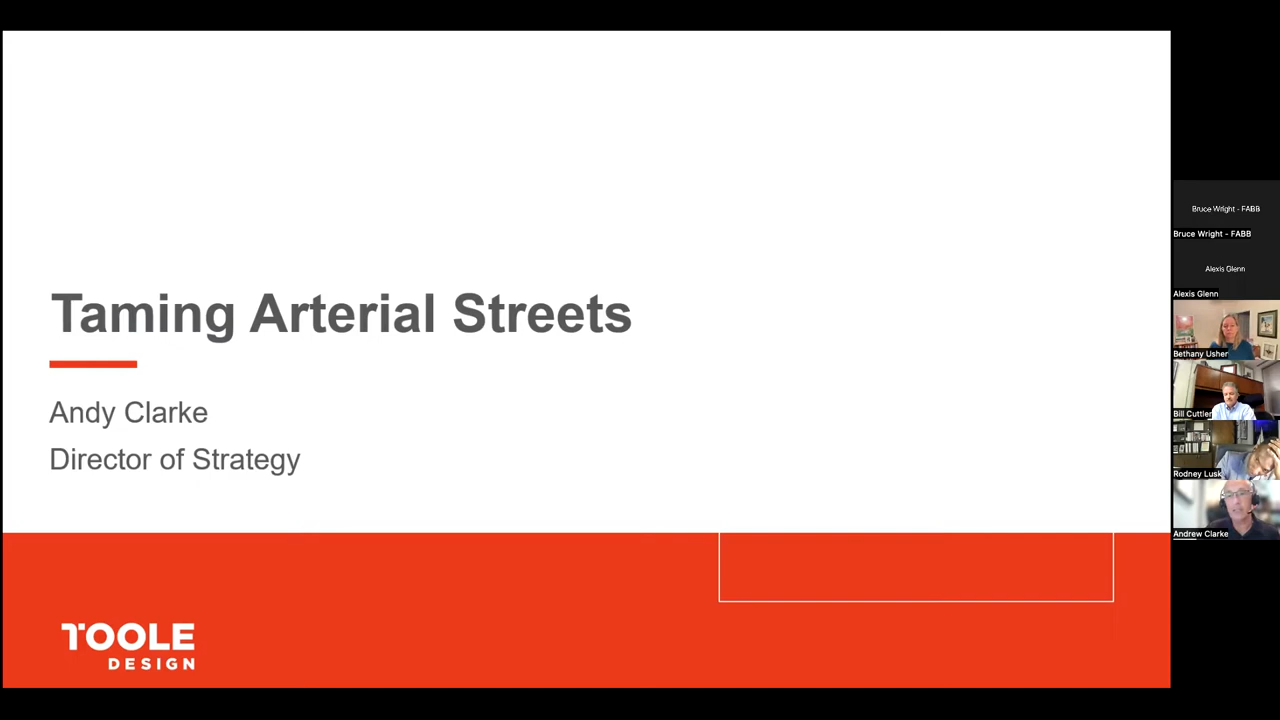 Taming Arterial Streets
Andy Clarke
Director of Strategy
TOOLE
DESIGN
Bruce Wright - FABB
Bruce Wright - FABB
Alexis Glenn
Alexis Glenn
Bethany Usher
Bill Cuttler
Rodney Lusk
Andrew Clarke